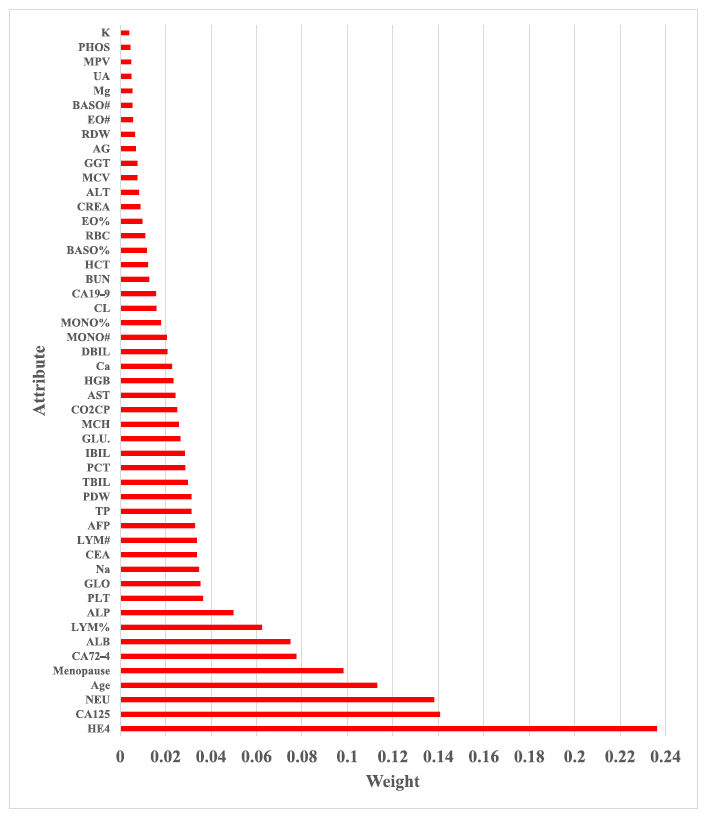 K
PHOS
MPV
UA
Mg
BASO#
EO#
RDW
AG
GGT
MCV
ALT
CREA
EO%
RBC
BASO%
HCT
BUN
CA19-9
CL
MONO%
MONO#
DBIL
Ca
HGB
AST
CO2CP
MCH
GLU.
IBIL
PCT
TBIL
PDW
TP
AFP
LYM#
CEA
Na
GLO
PLT
ALP
LYM%
ALB
CA72-4
Menopause
Age
NEU
CA125
HE4
Attribute
0 0.02 0.04 0.06 0.08 0.1 0.12 0.14 0.16 0.18 0.2 0.22 0.24
Weight